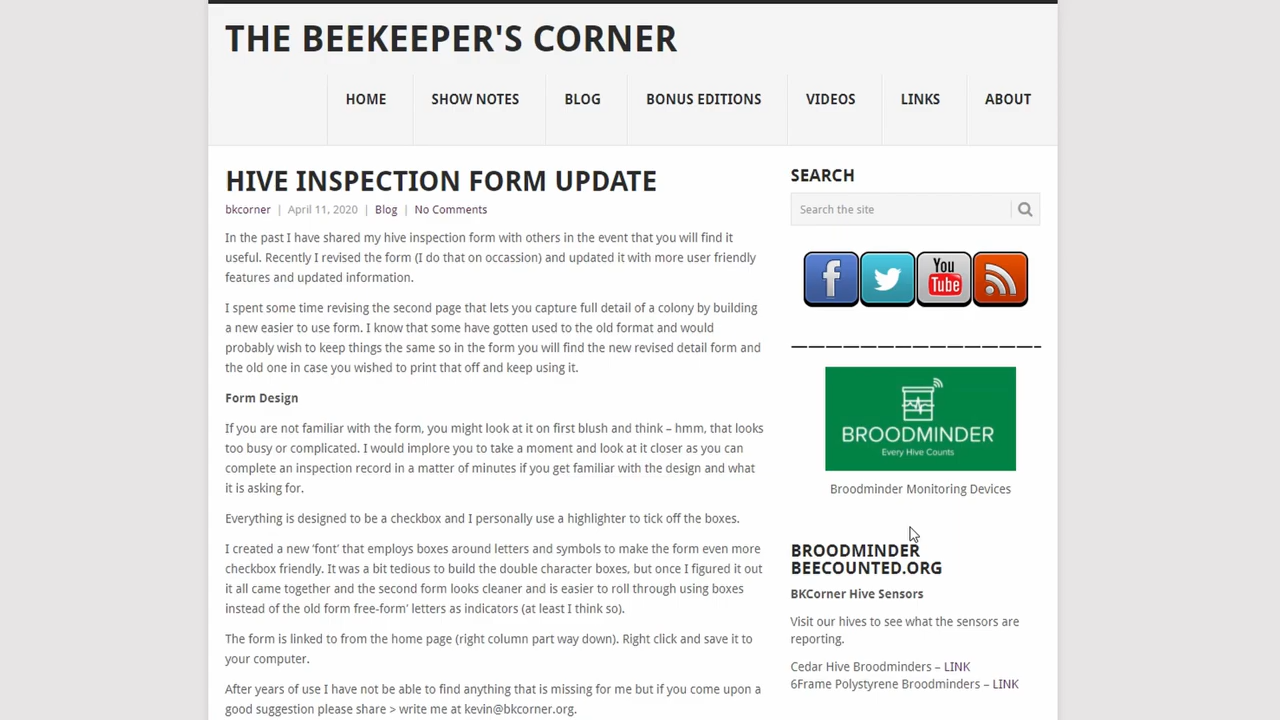 THE BEEKEEPER'S CORNER
HOME SHOW NOTES BLOG BONUS EDITIONS VIDEOS LINKS ABOUT
HIVE INSPECTION FORM UPDATE
bkcorner | April 11, 2020 | Blog | No Comments
In the past I have shared my hive inspection form with others in the event that you will find it
useful. Recently I revised the form (I do that on occassion) and updated it with more user friendly
features and updated information.
I spent some time revising the second page that lets you capture full detail of a colony by building
a new easier to use form. I know that some have gotten used to the old format and would
probably wish to keep things the same so in the form you will find the new revised detail form and
the old one in case you wished to print that off and keep using it.
Form Design
If you are not familiar with the form, you might look at it on first blush and think – hmm, that looks
too busy or complicated. I would implore you to take a moment and look at it closer as you can
complete an inspection record in a matter of minutes if you get familiar with the design and what
it is asking for.
Everything is designed to be a checkbox and I personally use a highlighter to tick off the boxes.
I created a new 'font' that employs boxes around letters and symbols to make the form even more
checkbox friendly. It was a bit tedious to build the double character boxes, but once I figured it out
it all came together and the second form looks cleaner and is easier to roll through using boxes
instead of the old form free-form' letters as indicators (at least I think so).
The form is linked to from the home page (right column part way down). Right click and save it to
your computer.
After years of use I have not be able to find anything that is missing for me but if you come upon a
good suggestion please share > write me at kevin@bkcorner.org.
SEARCH
Search the site
f
You
Tube
BROODMINDER
Every Hive Counts
Broodminder Monitoring Devices
BROODMINDER
BEECOUNTED.ORG
BKCorner Hive Sensors
Visit our hives to see what the sensors are
reporting.
Cedar Hive Broodminders – LINK
6Frame Polystyrene Broodminders – LINK